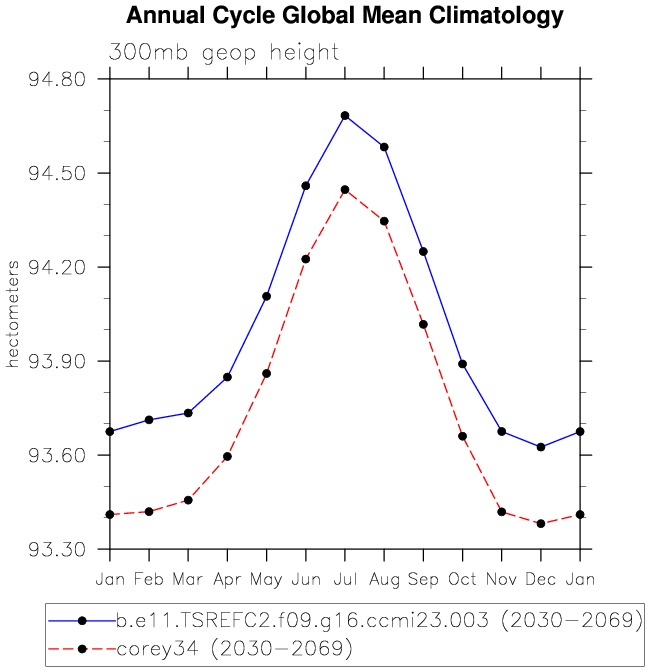 Annual Cycle Global Mean Climatology
300mb geop height
94.80
94.50
94.20
93.90
93.60
93.30
hectometers
Jan Feb Mar Apr May Jun Jul Aug Sep Oct Nov Dec Jan
b.e11.TSREFC2.f09.g16.ccmi23.003 (2030-2069)
corey34 (2030-2069)